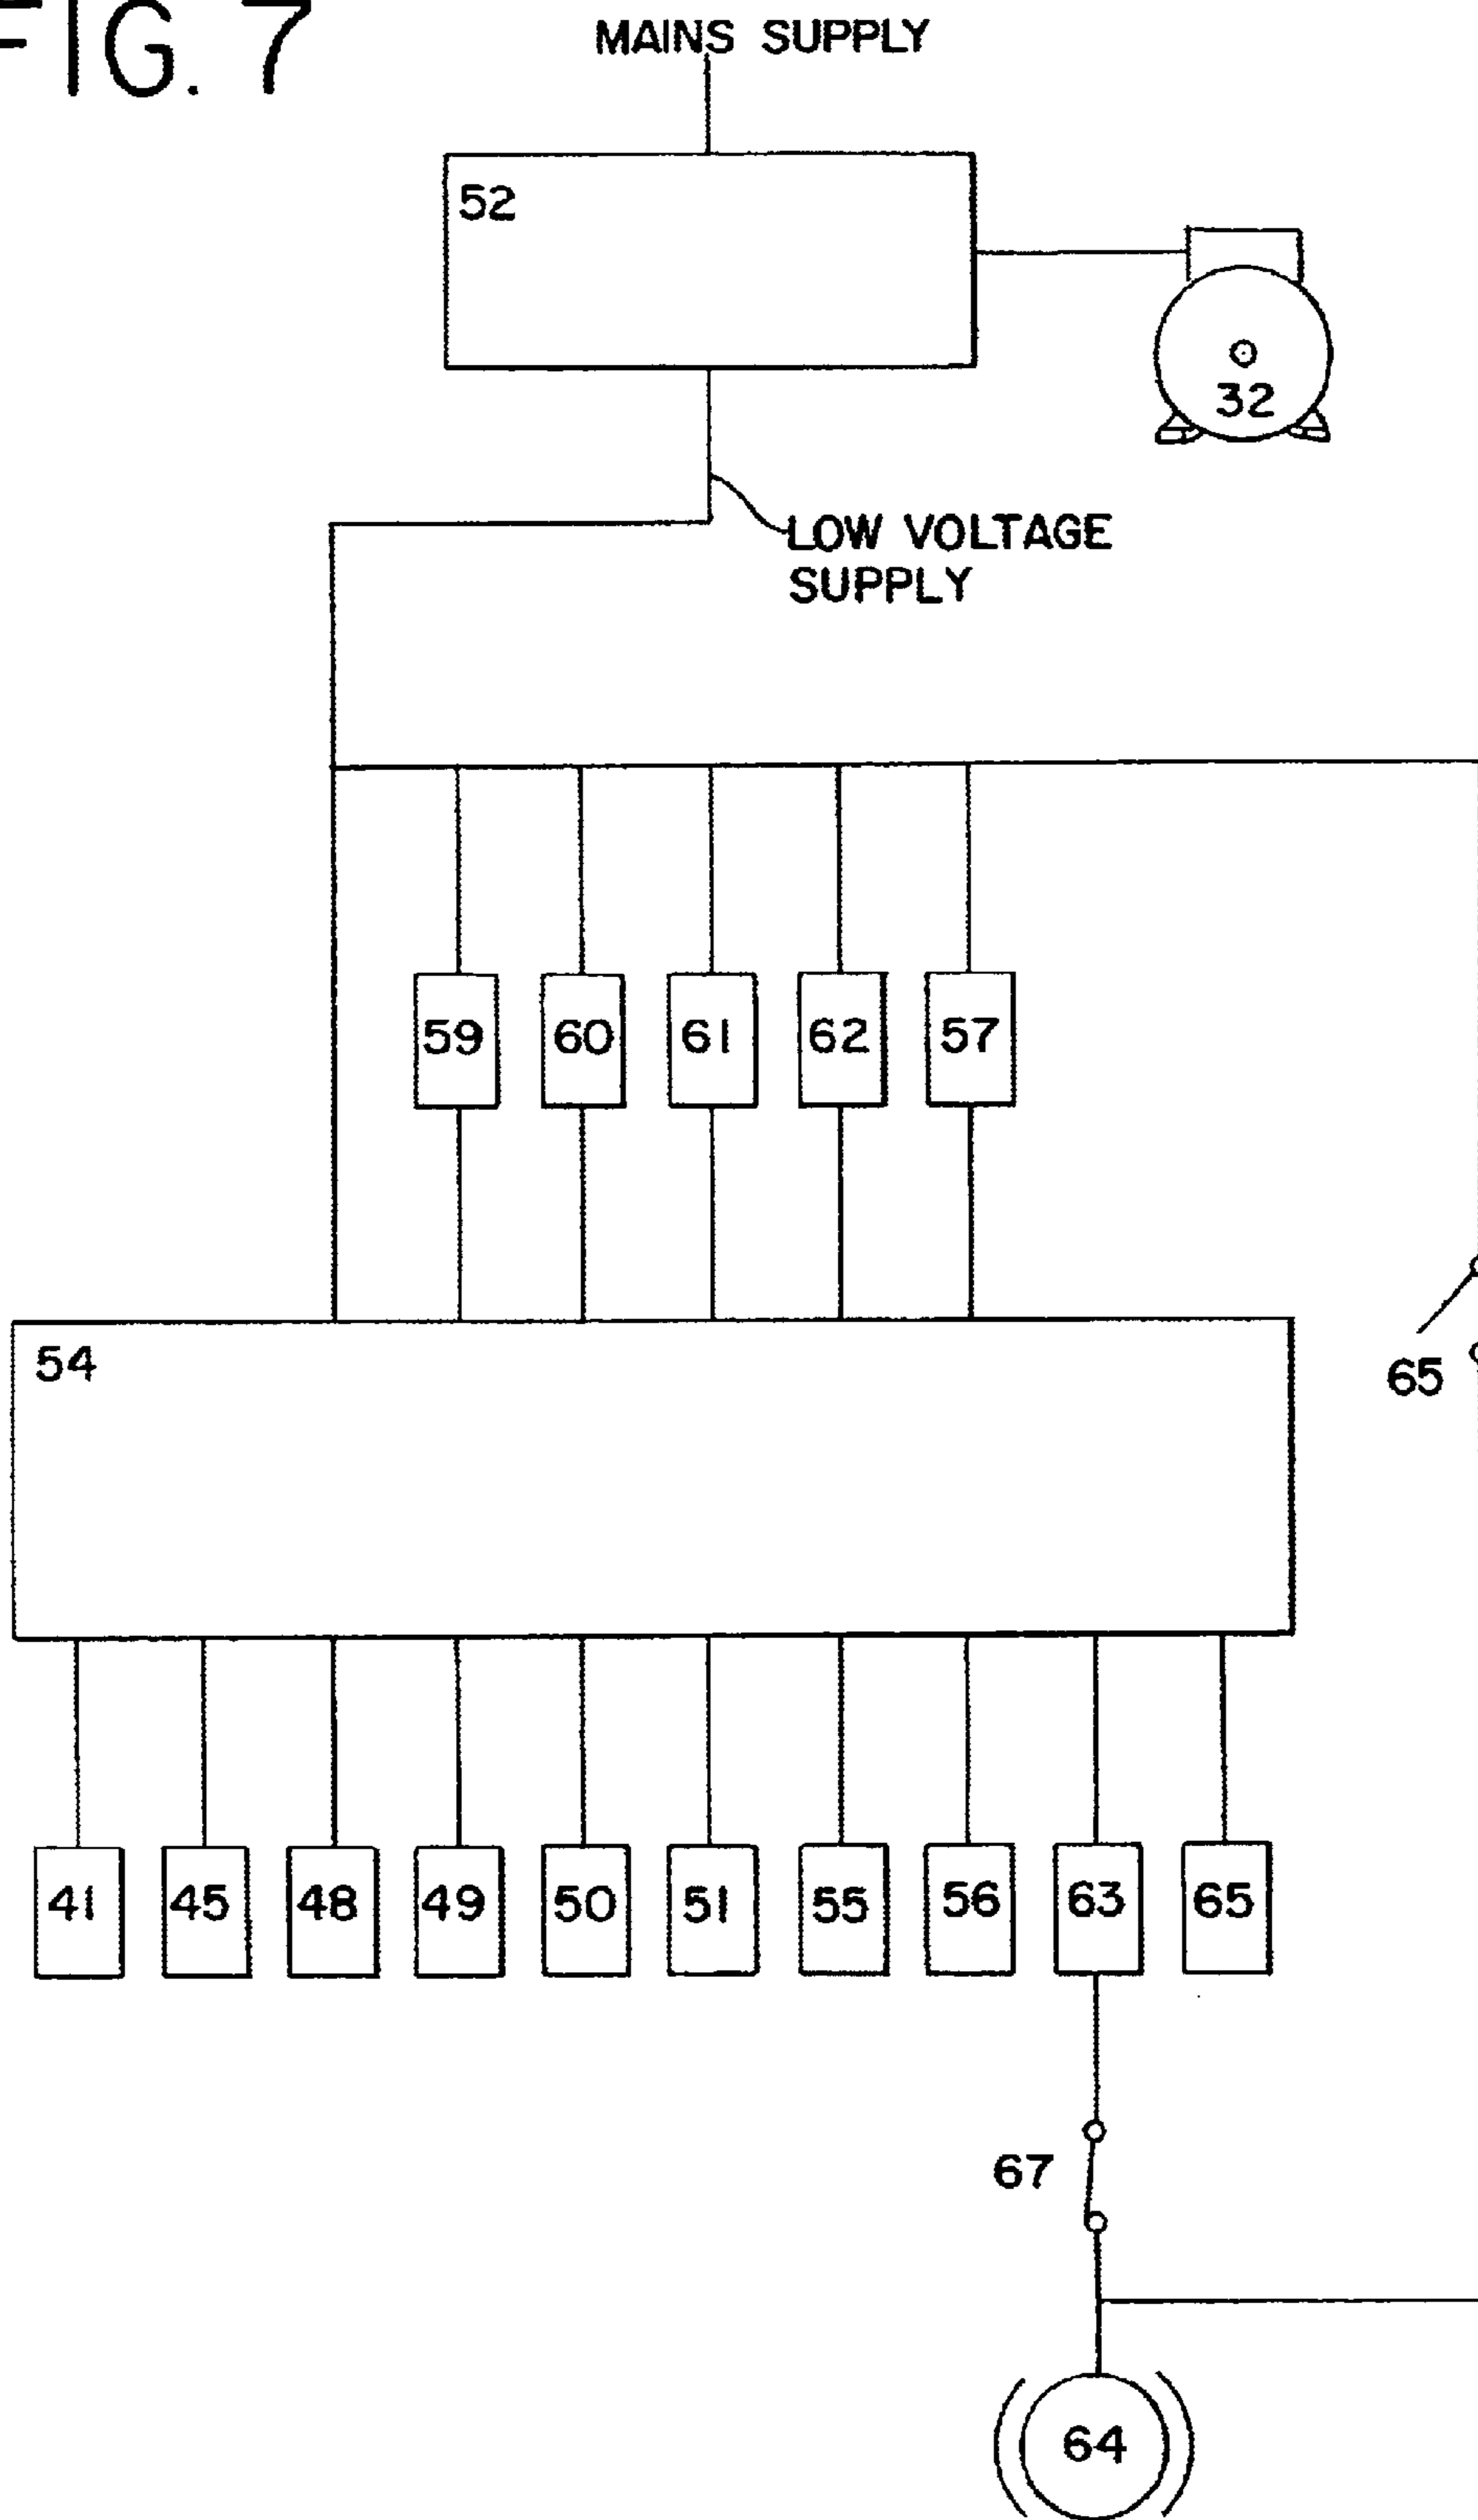 FIG. 7
MAINS SUPPLY
52
32
LOW VOLTAGE
SUPPLY
59 60 61 62 57
54
65
41 45 48 49 50 51 55 56 63 65
67
64